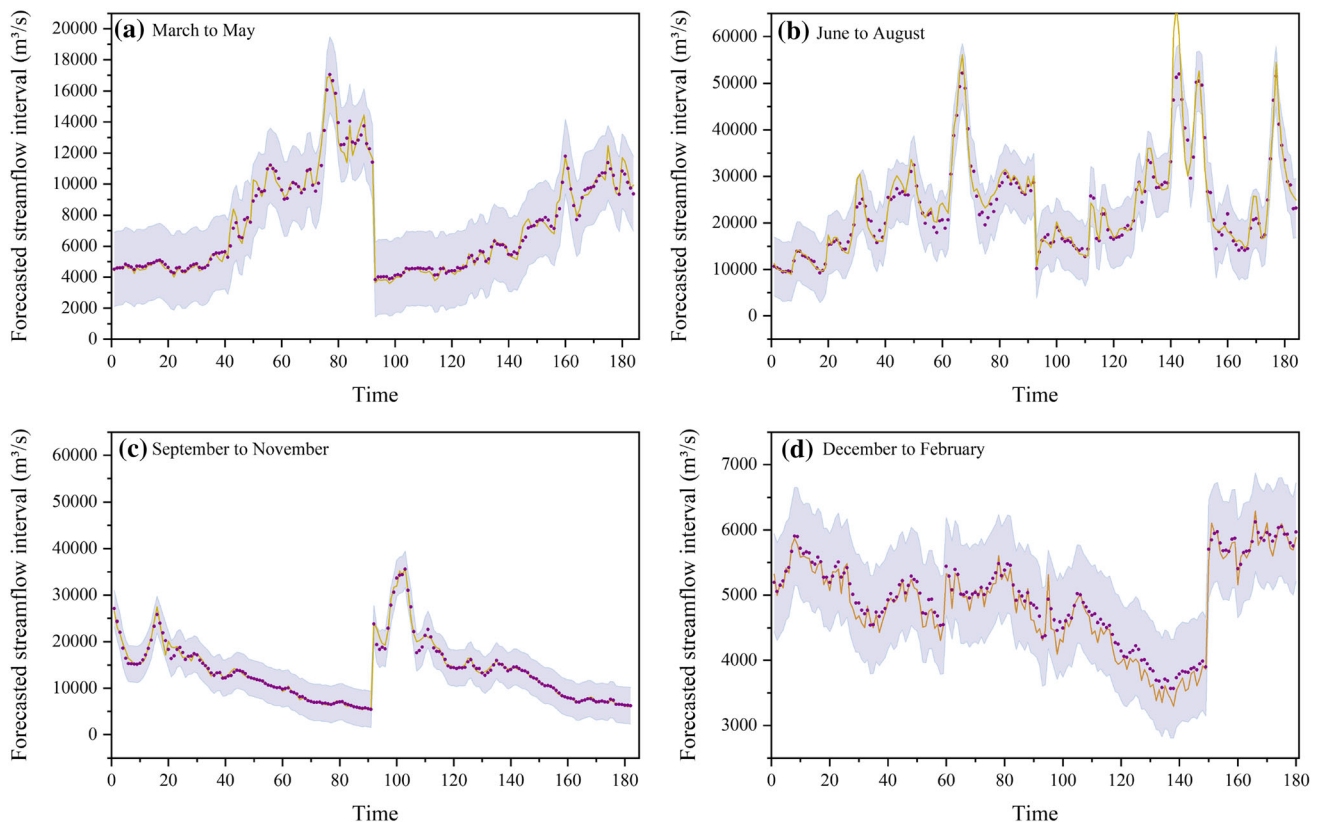 (a) March to May
Forecasted streamflow interval (m³/s)
20000
18000
16000
14000
12000
10000
8000
6000
4000
2000
0
0 20 40 60 80 100 120 140 160 180
Time
(b) June to August
Forecasted streamflow interval (m³/s)
60000
50000
40000
30000
20000
10000
0
0 20 40 60 80 100 120 140 160 180
Time
(c) September to November
Forecasted streamflow interval (m³/s)
60000
50000
40000
30000
20000
10000
0
0 20 40 60 80 100 120 140 160 180
Time
(d) December to February
Forecasted streamflow interval (m³/s)
7000
6000
5000
4000
3000
0 20 40 60 80 100 120 140 160 180
Time